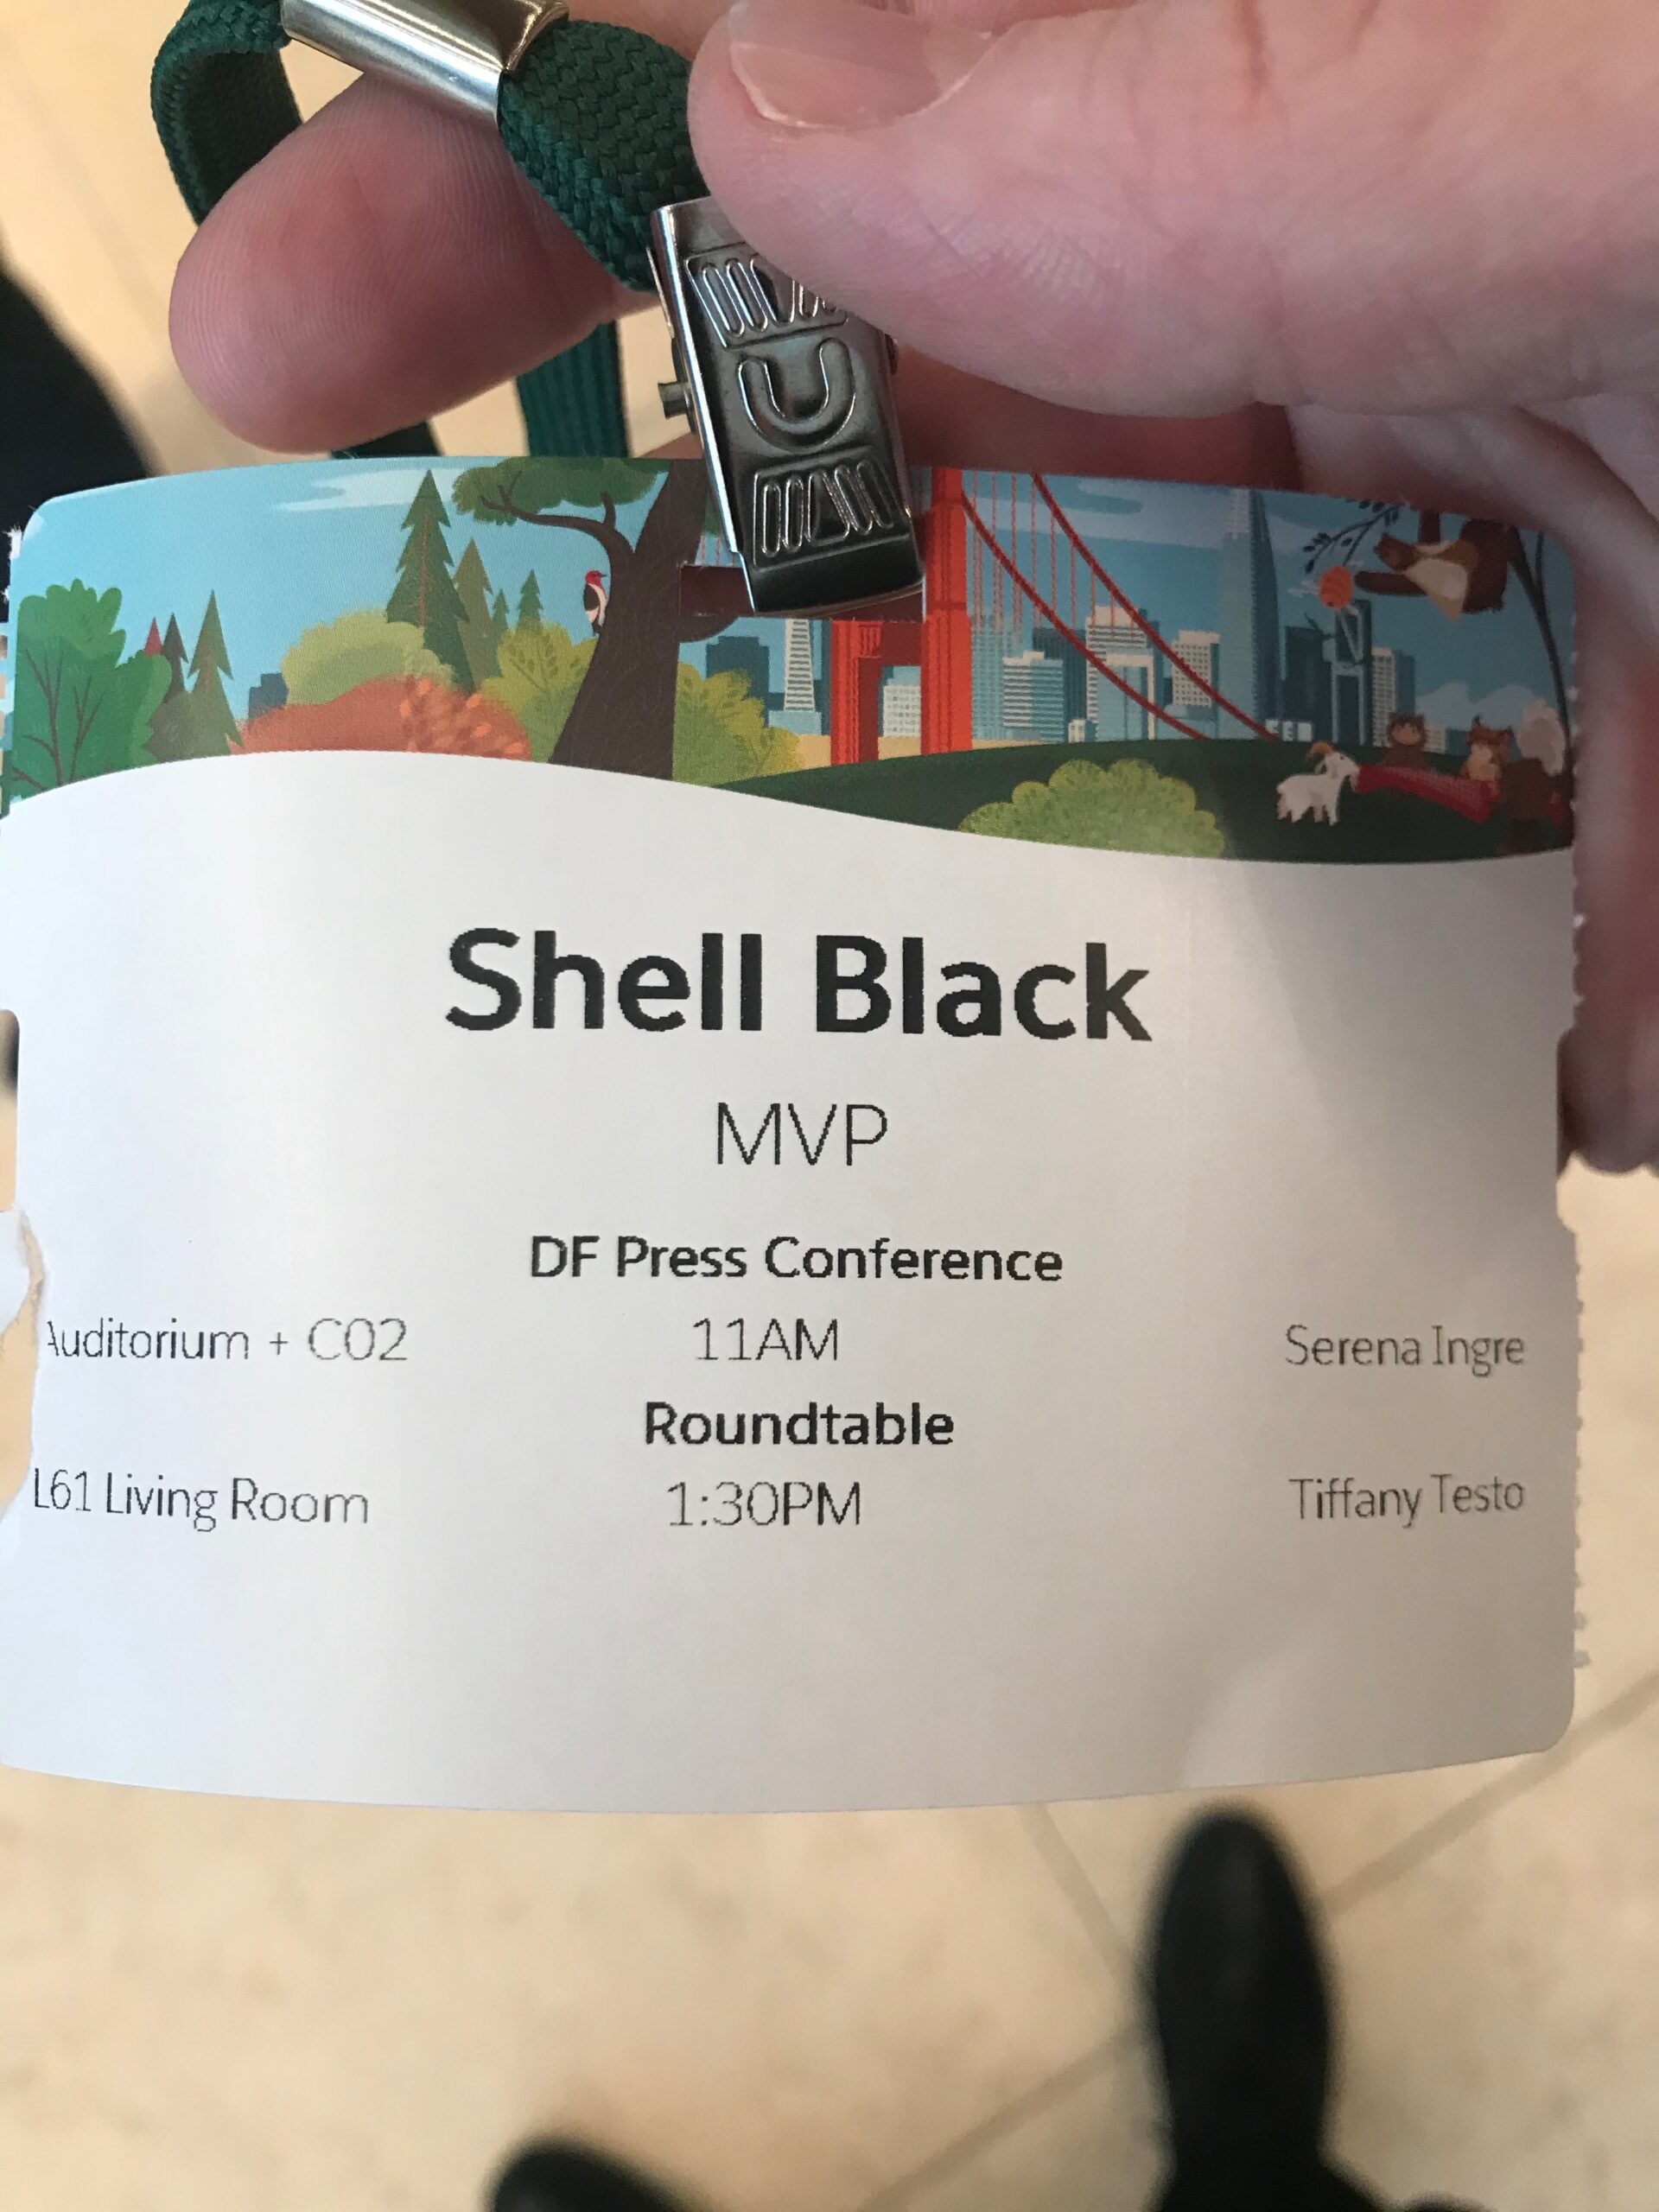 Shell Black
MVP
DF Press Conference
Auditorium + C02 11AM Serena Ingre
Roundtable
L61 Living Room 1:30PM Tiffany Testo